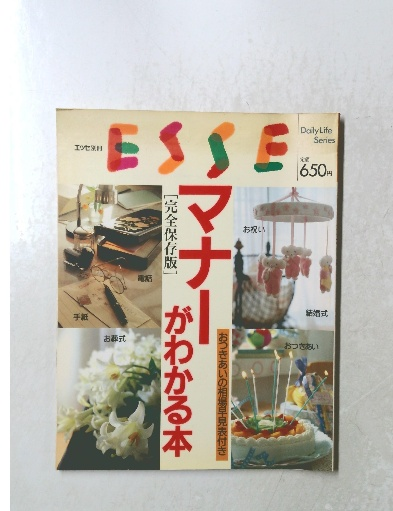 エッセ別冊
ESSE
Daily Life
Series
定価
650円
マナーがわかる本
[完全保存版]
おつきあいの相場早見表付き
電話
手紙
お祝い
結婚式
お葬式
おつきあい